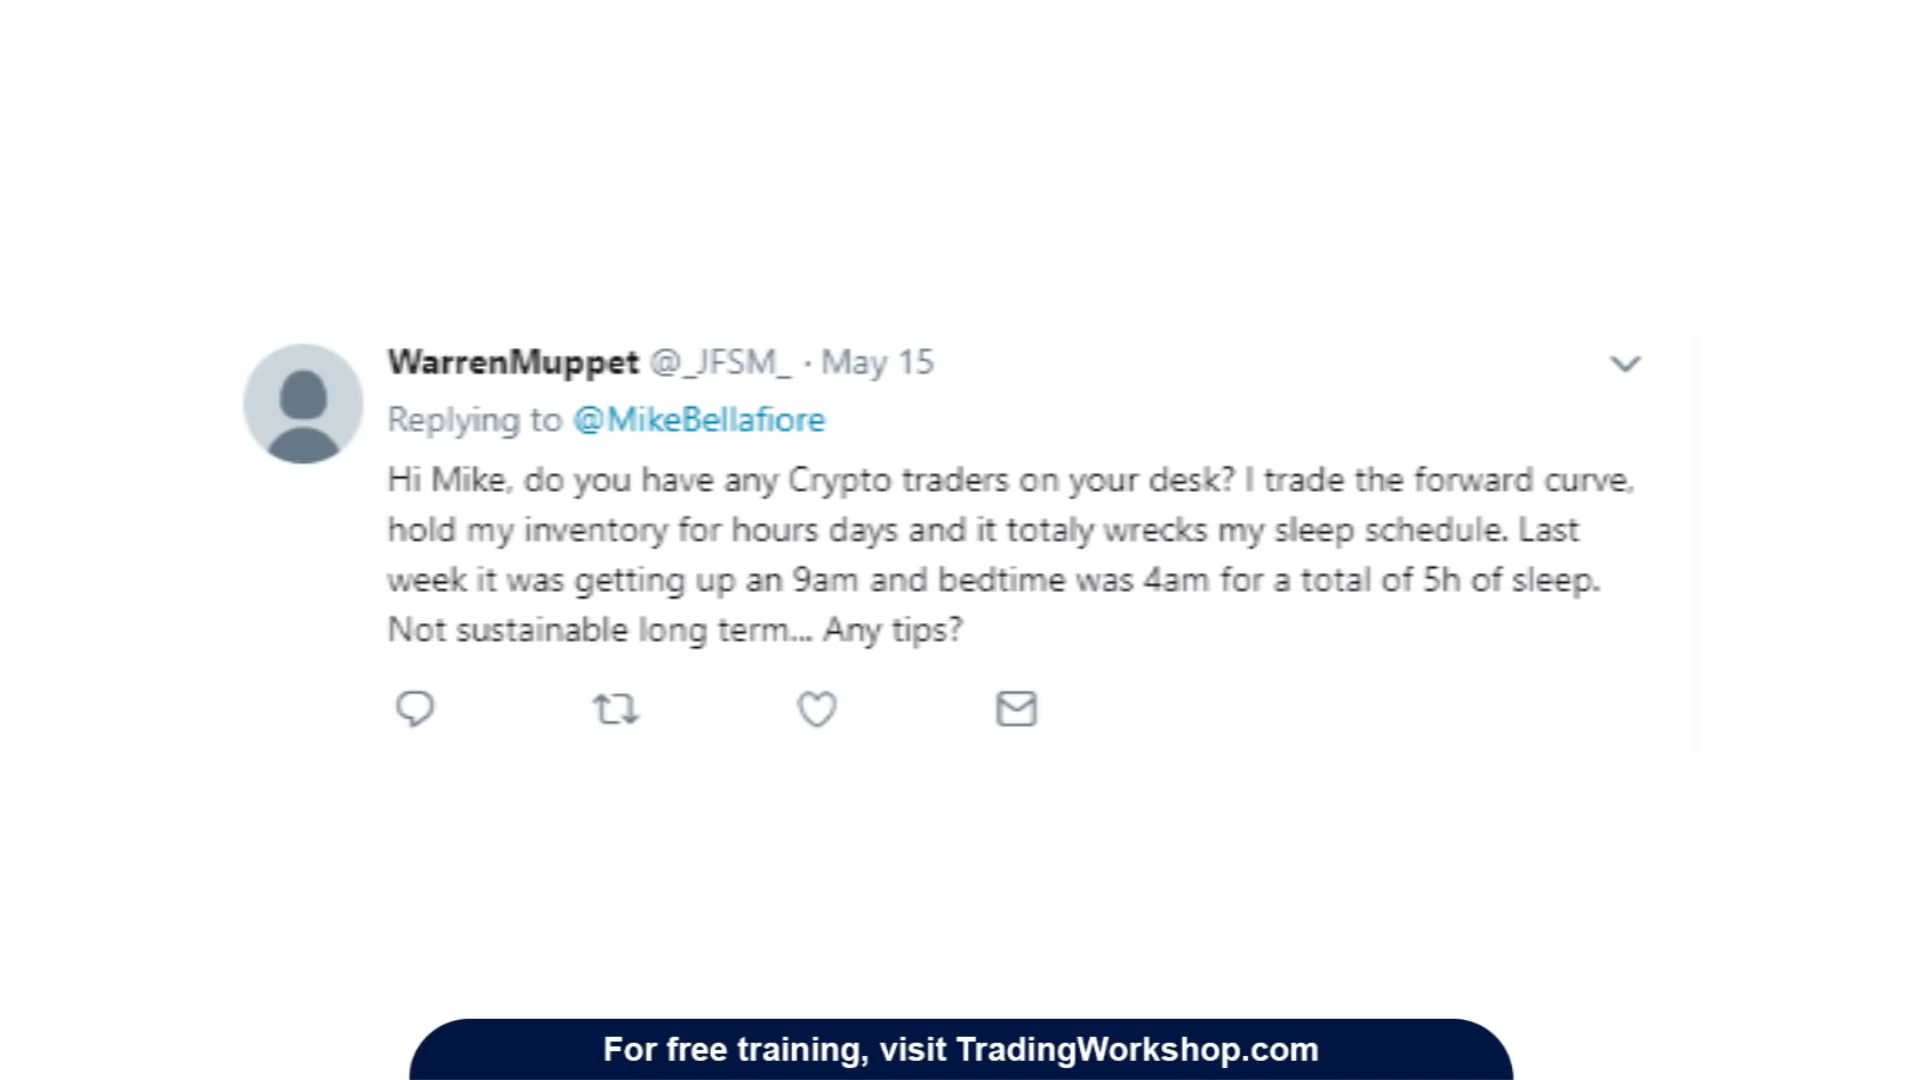 WarrenMuppet @_JFSM_ · May 15
Replying to @MikeBellafiore
Hi Mike, do you have any Crypto traders on your desk? I trade the forward curve,
hold my inventory for hours days and it totaly wrecks my sleep schedule. Last
week it was getting up an 9am and bedtime was 4am for a total of 5h of sleep.
Not sustainable long term... Any tips?
For free training, visit TradingWorkshop.com